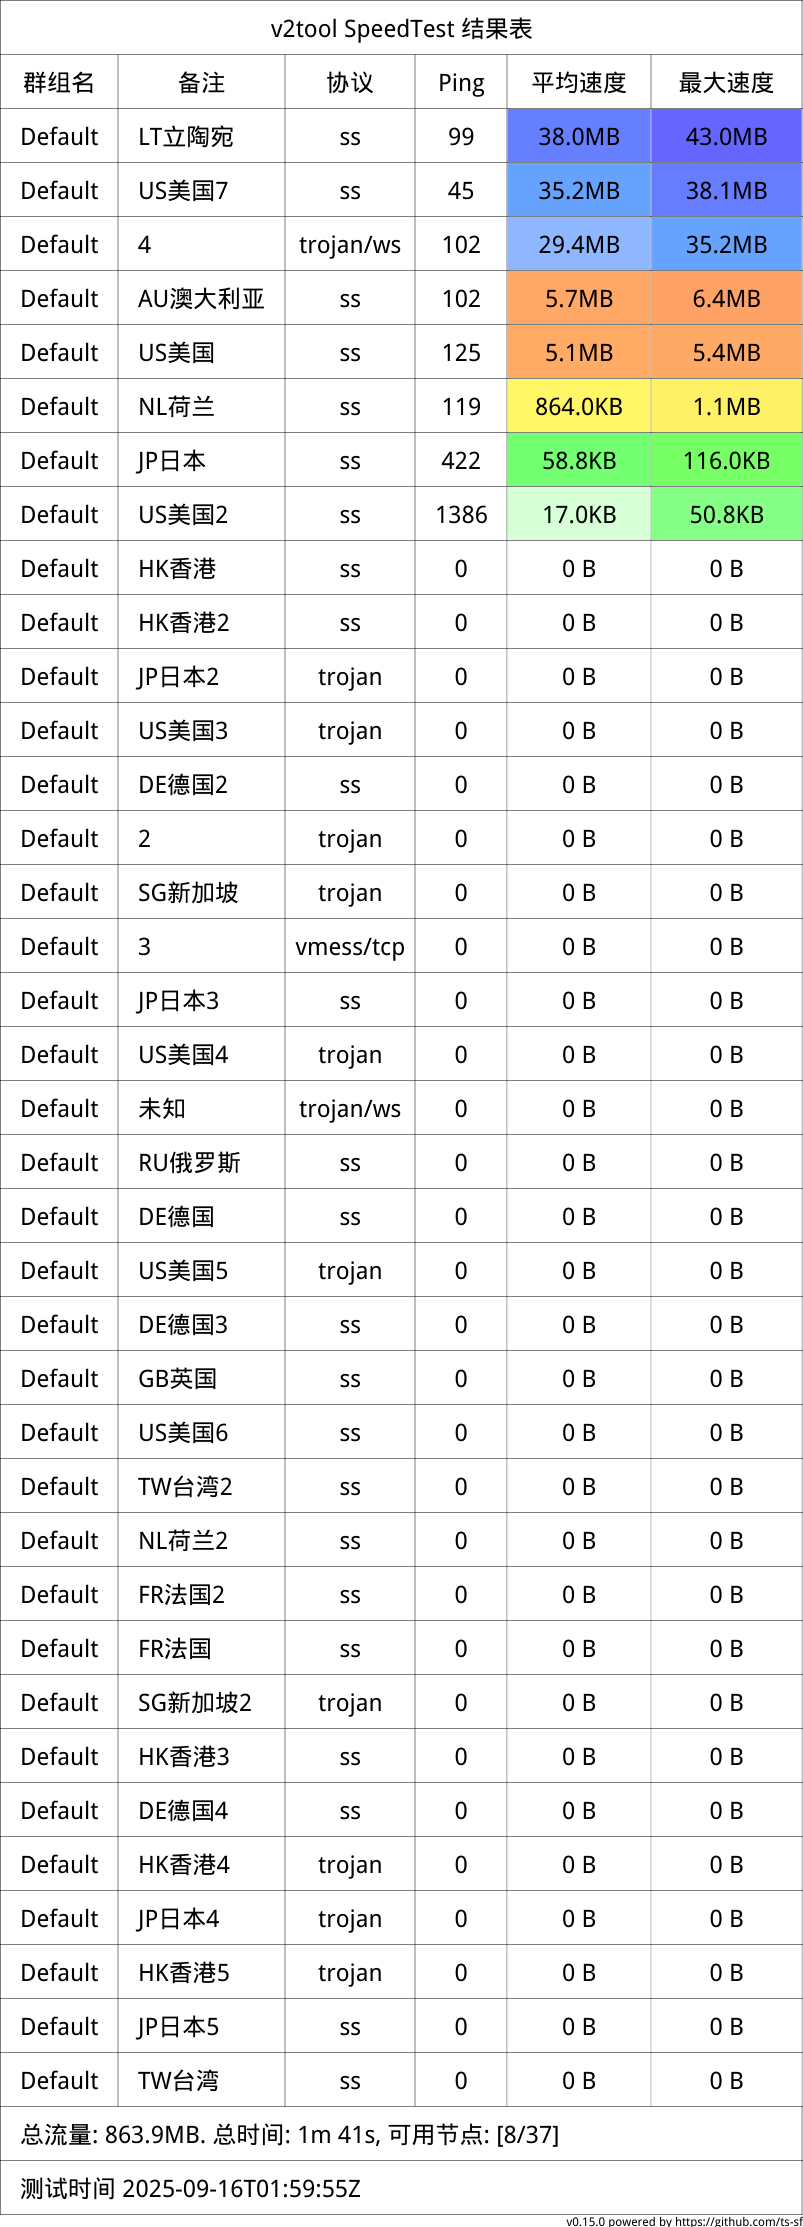 v2tool SpeedTest 结果表
群组名 备注 协议 Ping 平均速度 最大速度
Default LT立陶宛 ss 99 38.0MB 43.0MB
Default US美国7 ss 45 35.2MB 38.1MB
Default 4 trojan/ws 102 29.4MB 35.2MB
Default AU澳大利亚 ss 102 5.7MB 6.4MB
Default US美国 ss 125 5.1MB 5.4MB
Default NL荷兰 ss 119 864.0KB 1.1MB
Default JP日本 ss 422 58.8KB 116.0KB
Default US美国2 ss 1386 17.0KB 50.8KB
Default HK香港 ss 0 0 B 0 B
Default HK香港2 ss 0 0 B 0 B
Default JP日本2 trojan 0 0 B 0 B
Default US美国3 trojan 0 0 B 0 B
Default DE德国2 ss 0 0 B 0 B
Default 2 trojan 0 0 B 0 B
Default SG新加坡 trojan 0 0 B 0 B
Default 3 vmess/tcp 0 0 B 0 B
Default JP日本3 ss 0 0 B 0 B
Default US美国4 trojan 0 0 B 0 B
Default 未知 trojan/ws 0 0 B 0 B
Default RU俄罗斯 ss 0 0 B 0 B
Default DE德国 ss 0 0 B 0 B
Default US美国5 trojan 0 0 B 0 B
Default DE德国3 ss 0 0 B 0 B
Default GB英国 ss 0 0 B 0 B
Default US美国6 ss 0 0 B 0 B
Default TW台湾2 ss 0 0 B 0 B
Default NL荷兰2 ss 0 0 B 0 B
Default FR法国2 ss 0 0 B 0 B
Default FR法国 ss 0 0 B 0 B
Default SG新加坡2 trojan 0 0 B 0 B
Default HK香港3 ss 0 0 B 0 B
Default DE德国4 ss 0 0 B 0 B
Default HK香港4 trojan 0 0 B 0 B
Default JP日本4 trojan 0 0 B 0 B
Default HK香港5 trojan 0 0 B 0 B
Default JP日本5 ss 0 0 B 0 B
Default TW台湾 ss 0 0 B 0 B
总流量: 863.9MB. 总时间: 1m 41s, 可用节点: [8/37]
测试时间 2025-09-16T01:59:55Z
v0.15.0 powered by https://github.com/ts-sf